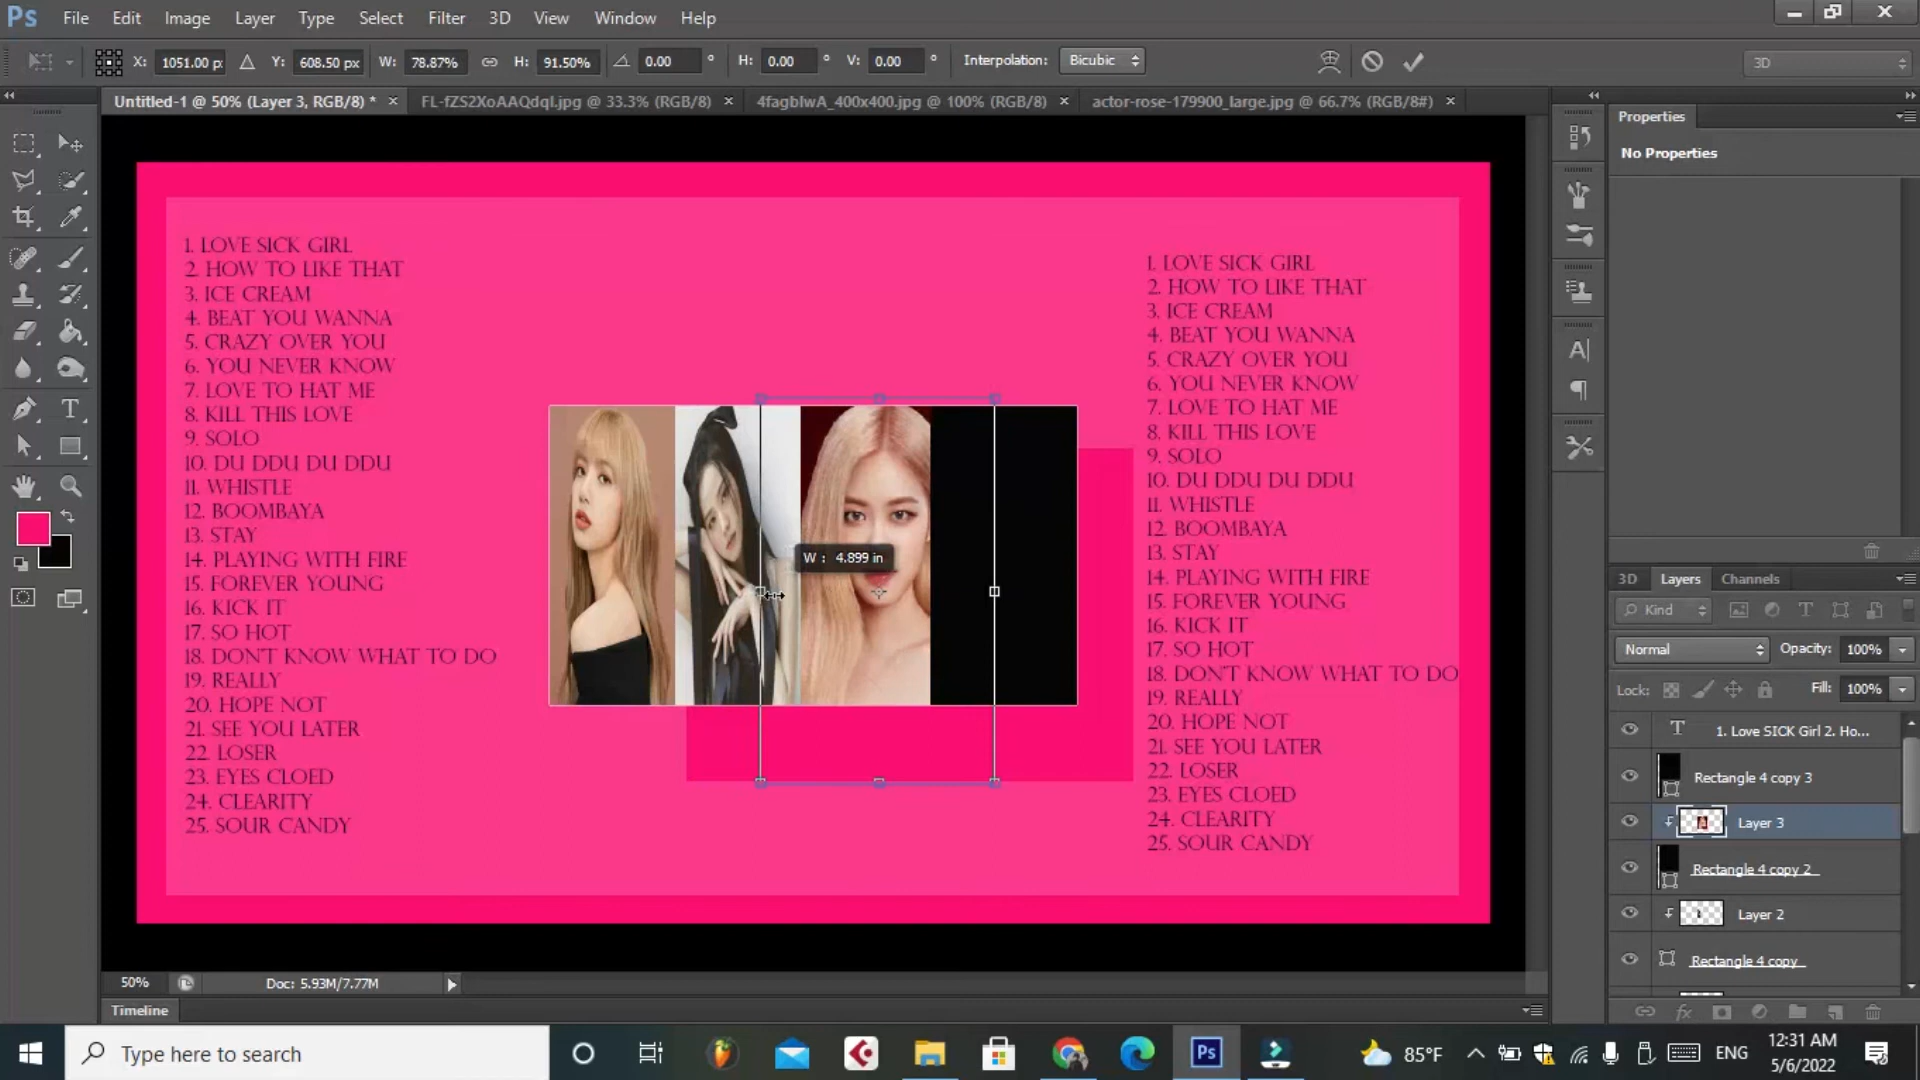 Ps File Edit Image Layer Type Select Filter 3D View Window Help
X: 1051.00 p Y: 608.50 px W: 78.87% H: 91.50% 0.00 ° H: 0.00 ° V: 0.00 ° Interpolation: Bicubic 3D
Untitled-1 @ 50% (Layer 3, RGB/8) * × FL-fZS2XoAAQdql.jpg @ 33.3% (RGB/8) × 4fagblwA_400x400.jpg @ 100% (RGB/8) × actor-rose-179900_large.jpg @ 66.7% (RGB/8#) ×
Properties
No Properties
1. LOVE SICK GIRL
2. HOW TO LIKE THAT
3. ICE CREAM
4. BEAT YOU WANNA
5. CRAZY OVER YOU
6. YOU NEVER KNOW
7. LOVE TO HAT ME
8. KILL THIS LOVE
9. SOLO
10. DU DDU DU DDU
11. WHISTLE
12. BOOMBAYA
13. STAY
14. PLAYING WITH FIRE
15. FOREVER YOUNG
16. KICK IT
17. SO HOT
18. DON'T KNOW WHAT TO DO
19. REALLY
20. HOPE NOT
21. SEE YOU LATER
22. LOSER
23. EYES CLOED
24. CLEARITY
25. SOUR CANDY
W : 4.899 in
1. LOVE SICK GIRL
2. HOW TO LIKE THAT
3. ICE CREAM
4. BEAT YOU WANNA
5. CRAZY OVER YOU
6. YOU NEVER KNOW
7. LOVE TO HAT ME
8. KILL THIS LOVE
9. SOLO
10. DU DDU DU DDU
11. WHISTLE
12. BOOMBAYA
13. STAY
14. PLAYING WITH FIRE
15. FOREVER YOUNG
16. KICK IT
17. SO HOT
18. DON'T KNOW WHAT TO DO
19. REALLY
20. HOPE NOT
21. SEE YOU LATER
22. LOSER
23. EYES CLOED
24. CLEARITY
25. SOUR CANDY
3D Layers Channels
Kind
Normal Opacity: 100%
Lock: Fill: 100%
T 1. Love SICK Girl 2. Ho...
Rectangle 4 copy 3
Layer 3
Rectangle 4 copy 2
Layer 2
Rectangle 4 copy
50% Doc: 5.93M/7.77M
Timeline
Type here to search
Ps
85°F
ENG
12:31 AM
5/6/2022